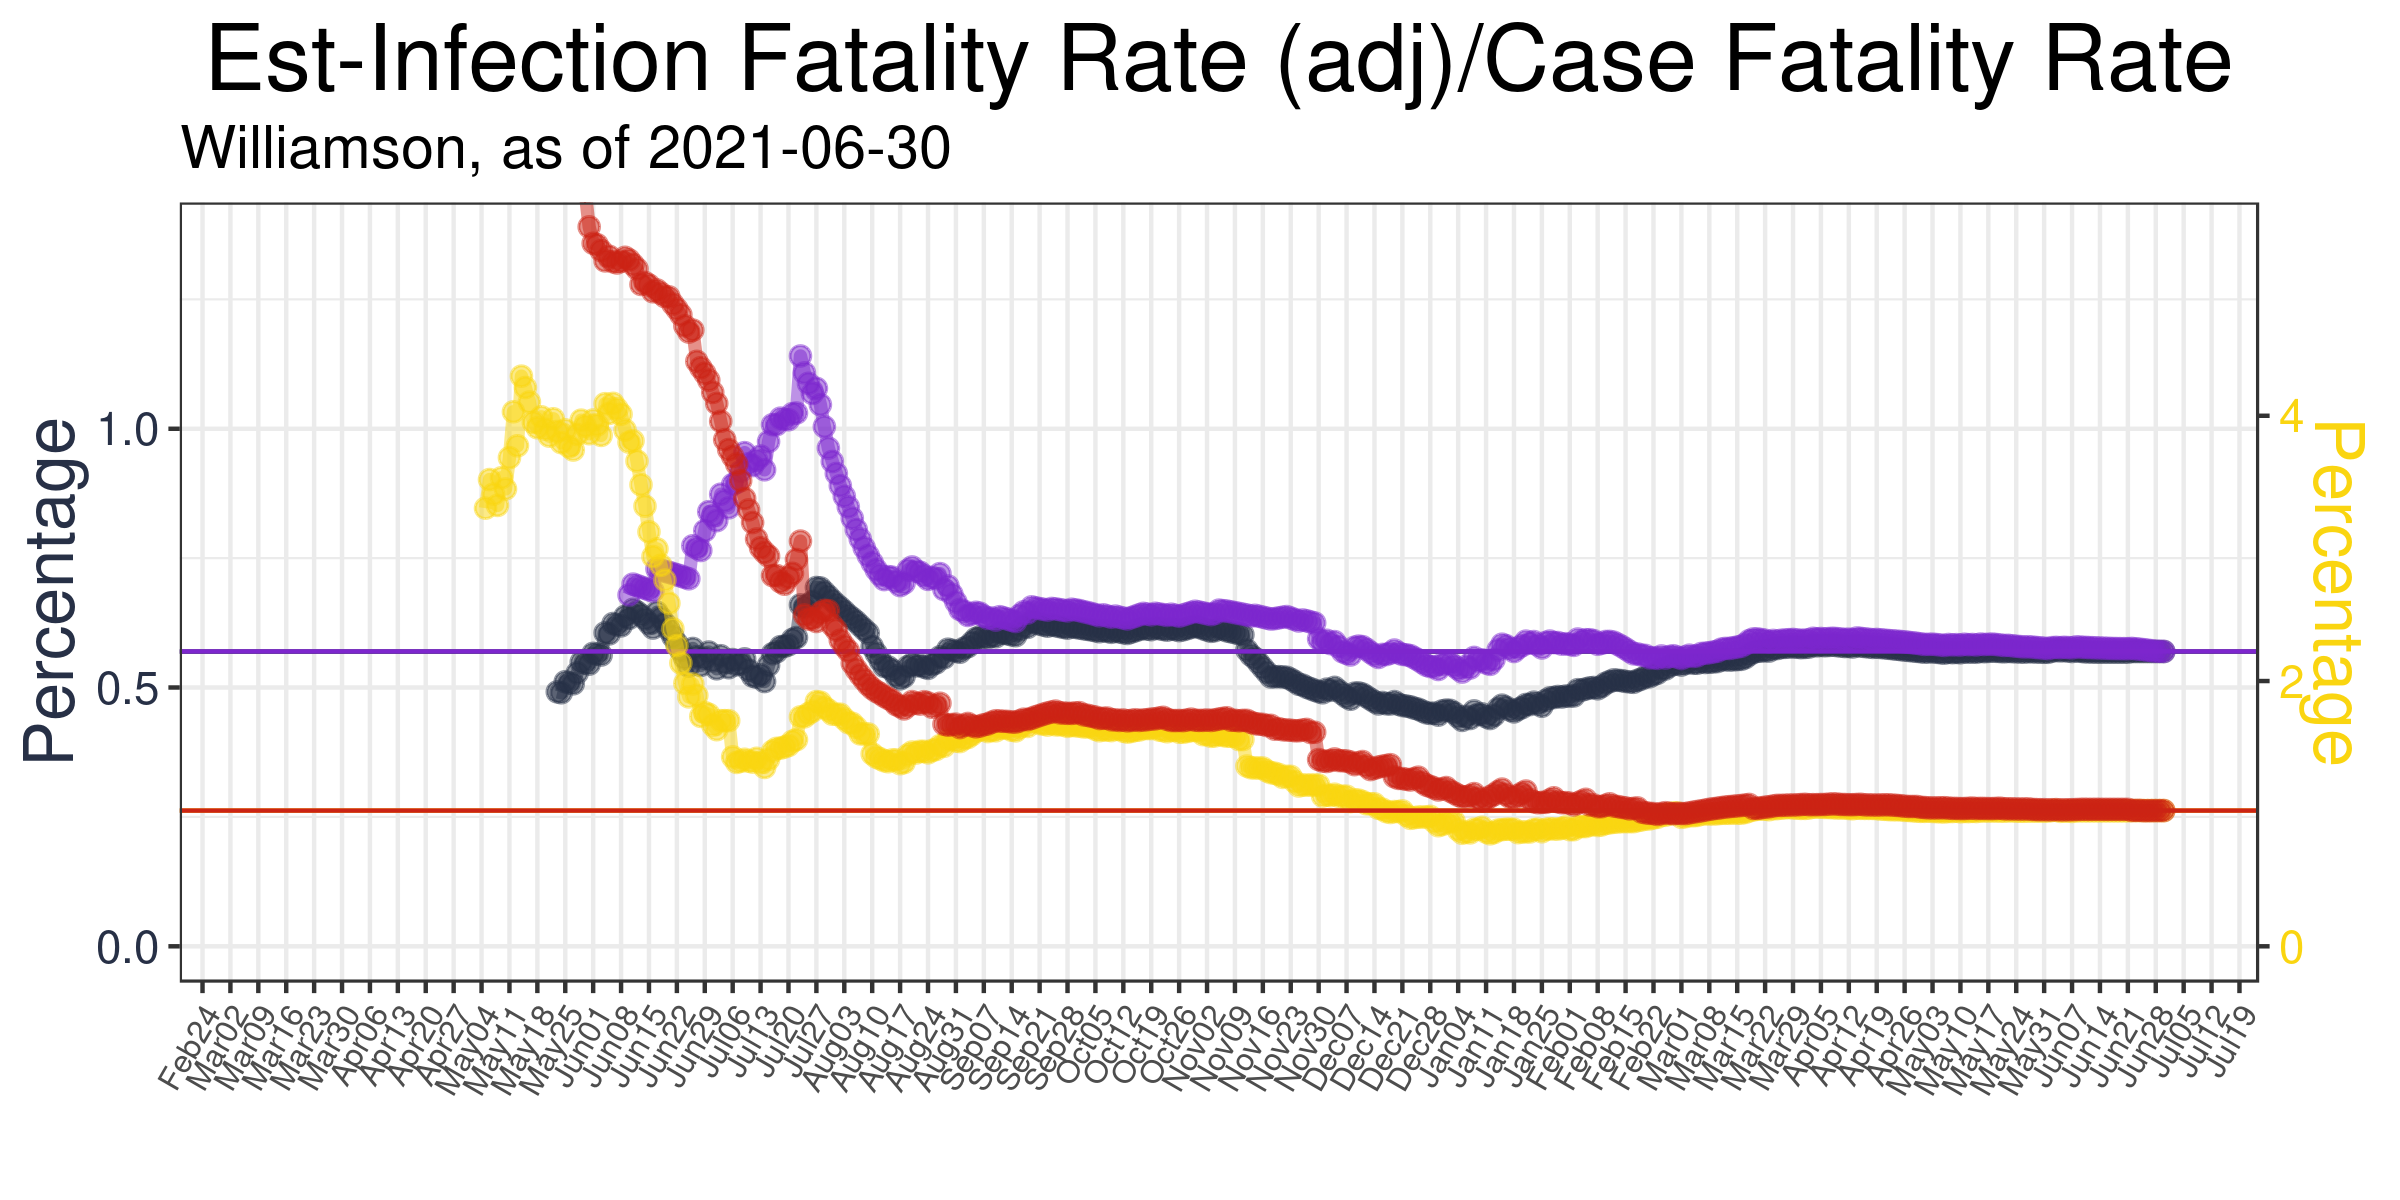 Est-Infection Fatality Rate (adj)/Case Fatality Rate
Williamson, as of 2021-06-30
Percentage
1.0
0.5
0.0
4
2
0
Percentage
Feb24
Mar02
Mar09
Mar16
Mar23
Mar30
Apr06
Apr13
Apr20
Apr27
May04
May11
May18
May25
Jun01
Jun08
Jun15
Jun22
Jun29
Jul06
Jul13
Jul20
Jul27
Aug03
Aug10
Aug17
Aug24
Aug31
Sep07
Sep14
Sep21
Sep28
Oct05
Oct12
Oct19
Oct26
Nov02
Nov09
Nov16
Nov23
Nov30
Dec07
Dec14
Dec21
Dec28
Jan04
Jan11
Jan18
Jan25
Feb01
Feb08
Feb15
Feb22
Mar01
Mar08
Mar15
Mar22
Mar29
Apr05
Apr12
Apr19
Apr26
May03
May10
May17
May24
May31
Jun07
Jun14
Jun21
Jun28
Jul05
Jul12
Jul19